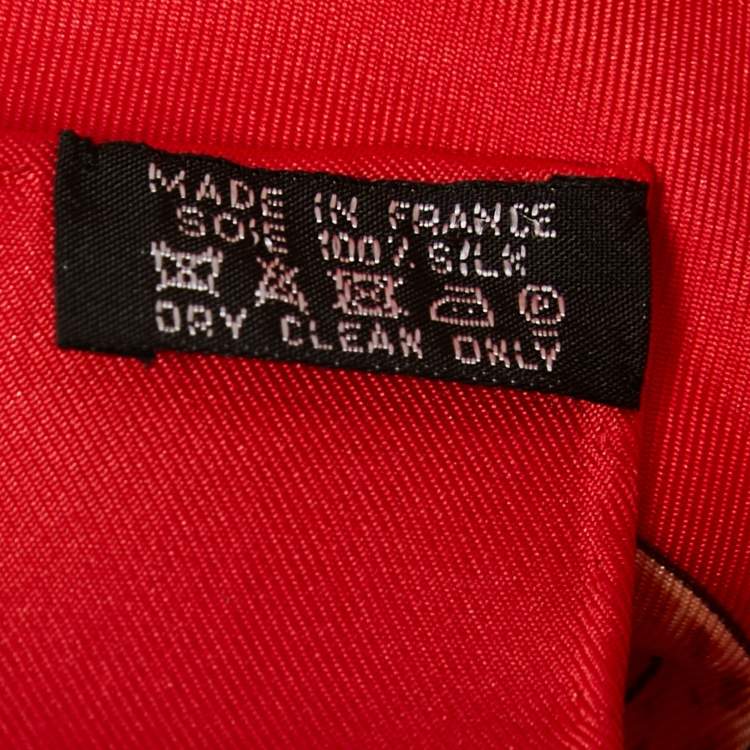 MADE IN FRANCE
SOIE 100% SILK
P
DRY CLEAN ONLY